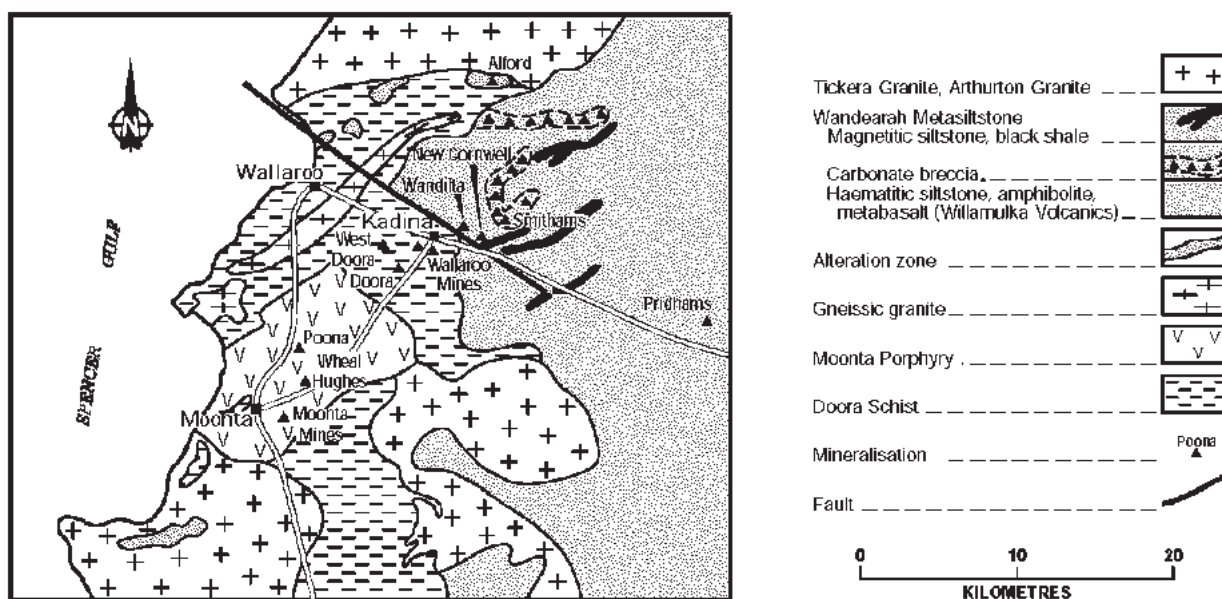 Alford
N
New Cornwell
Wallaroo
Wandilta
Kadina
Smithams
West
Doora
Doora
Wallaroo
Mines
Pridhams
GULF
SPENCER
Poona
Wheal
Hughes
Moonta
Moonta
Mines
Tickera Granite, Arthurton Granite
Wandearah Metasiltstone
Magnetitic siltstone, black shale
Carbonate breccia
Haematitic siltstone, amphibolite,
metabasalt (Willamulka Volcanics)
Alteration zone
Gneissic granite
Moonta Porphyry
Doora Schist
Mineralisation
Poona
Fault
0 10 20
KILOMETRES